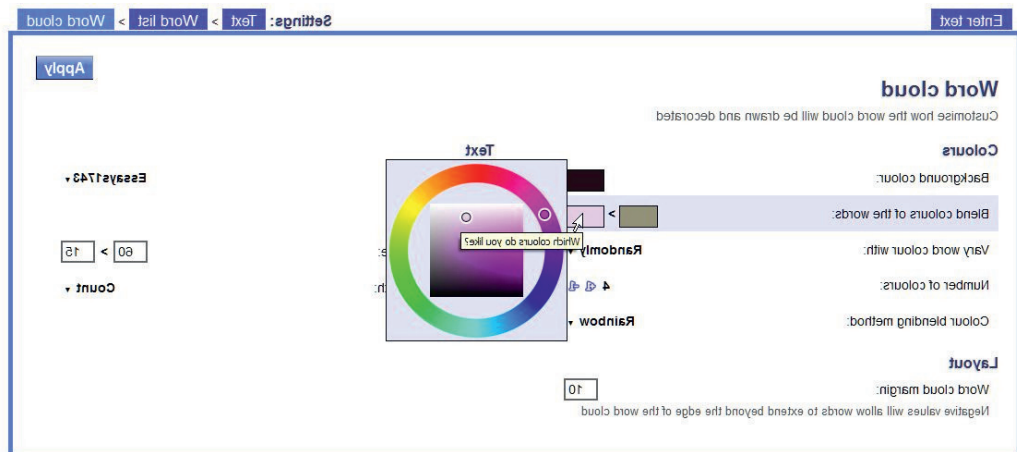 Enter text Settings: Text > Word list > Word cloud
Apply
Word cloud
Customise how the word cloud will be drawn and decorated
Colours Text
Background colour: Essays1743
Blend colours of the words: >
Which colours do you like?
Vary word colour with: Randomly 60 > 15
Number of colours: 4 Count
Colour blending method: Rainbow
Layout
Word cloud margin: 10
Negative values will allow words to extend beyond the edge of the word cloud